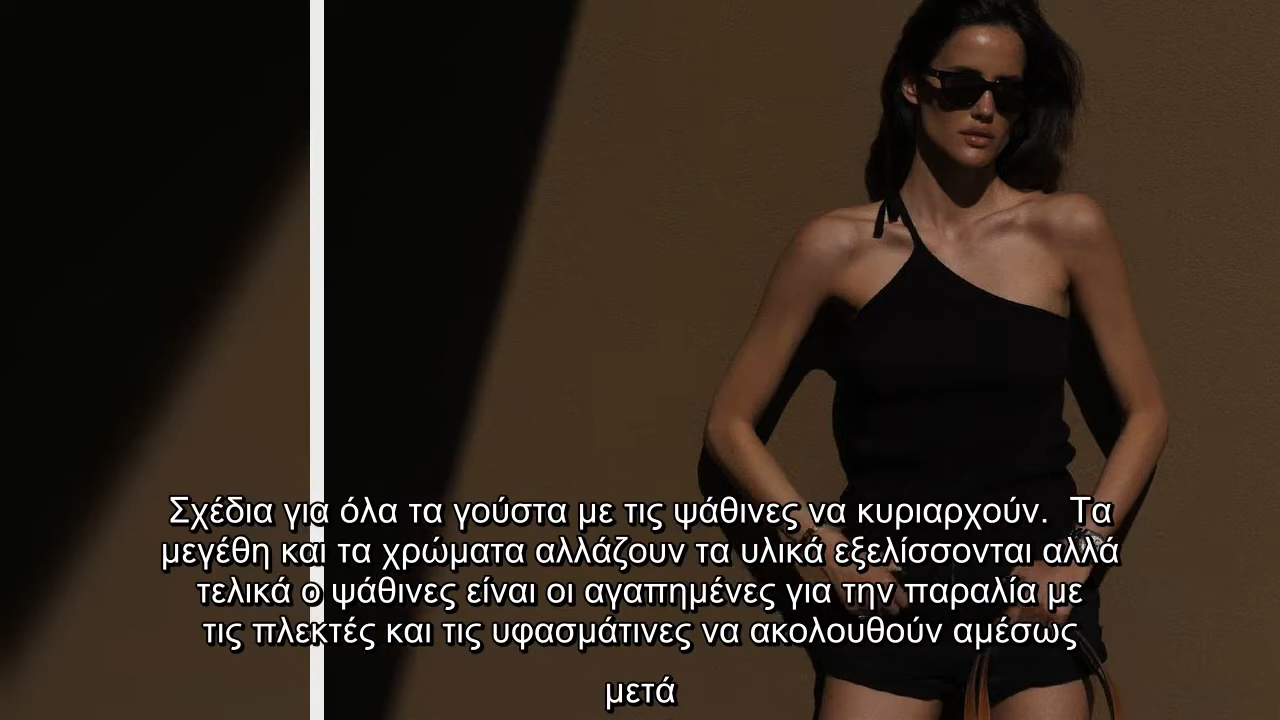 Σχέδια για όλα τα γούστα με τις ψάθινες να κυριαρχούν.  Τα
μεγέθη και τα χρώματα αλλάζουν τα υλικά εξελίσσονται αλλά
τελικά ο ψάθινες είναι οι αγαπημένες για την παραλία με
τις πλεκτές και τις υφασμάτινες να ακολουθούν αμέσως
μετά